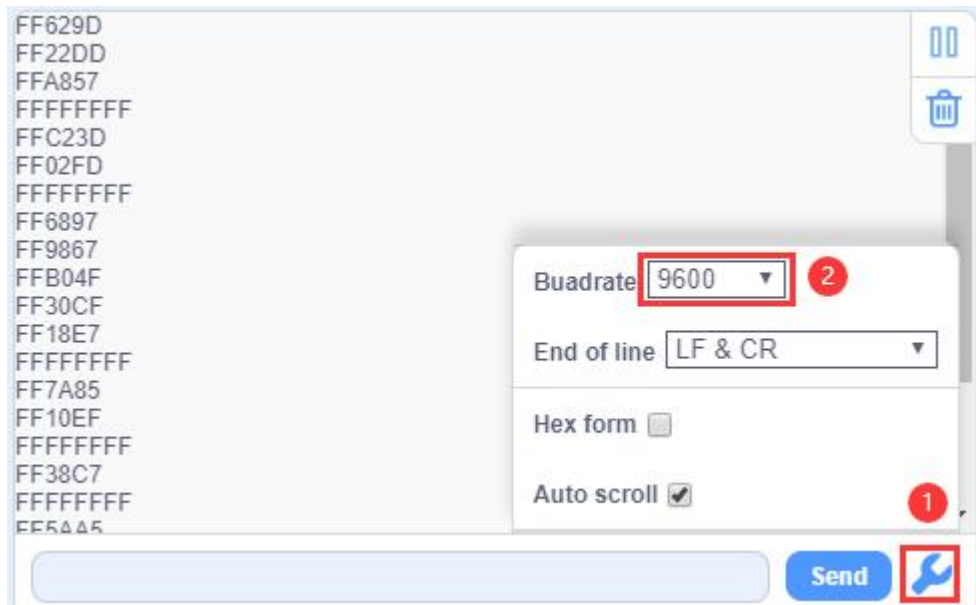 FF629D
FF22DD
FFA857
FFFFFFFF
FFC23D
FF02FD
FFFFFFFF
FF6897
FF9867
FFB04F
FF30CF
FF18E7
FFFFFFFF
FF7A85
FF10EF
FFFFFFFF
FF38C7
FFFFFFFF
FF5AA5
Buadrate 9600 2
End of line LF & CR
Hex form
Auto scroll
1
Send